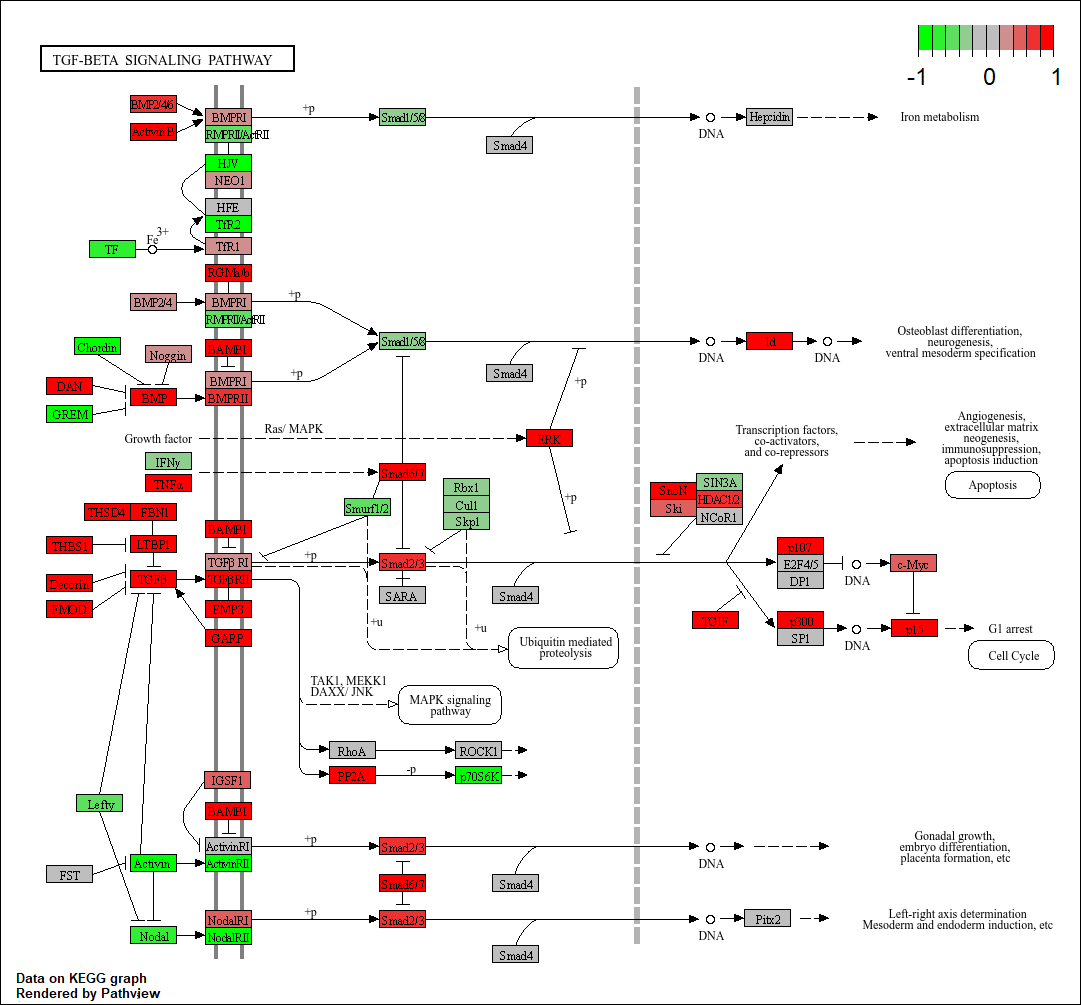 TGF-BETA SIGNALING PATHWAY
-1 0 1
BMP2/4/6
Activin B
BMPRI
RMPRII/ActRII
+p
Smad1/5/8
Smad4
DNA
Hepcidin
Iron metabolism
HJV
NEO1
HFE
TfR2
TF
Fe 3+
TfR1
RGMa/b
BMP2/4
BMPRI
RMPRII/ActRII
+p
Smad1/5/8
Smad4
DNA
Id
DNA
Osteoblast differentiation,
neurogenesis,
ventral mesoderm specification
Chordin
Noggin
BAMBI
DAN
BMP
GREM
BMPRI
BMPRII
+p
+p
Growth factor
Ras/ MAPK
ERK
+p
IFNγ
TNFα
Smad6/7
Smurf1/2
Rbx1
Cul1
Skp1
Transcription factors,
co-activators,
and co-repressors
Angiogenesis,
extracellular matrix
neogenesis,
immunosuppression,
apoptosis induction
Apoptosis
SnoN
Ski
SIN3A
HDAC1/2
NCoR1
THSD4
FBN1
THBS1
LTBP1
Decorin
TGFβ
FMOD
BAMBI
TGFβ RI
TGFβRII
EMP3
GARP
+p
Smad2/3
SARA
Smad4
+u
+u
Ubiquitin mediated
proteolysis
p107
E2F4/5
DP1
DNA
c-Myc
TGIF
p300
SP1
DNA
p15
G1 arrest
Cell Cycle
TAK1, MEKK1
DAXX/ JNK
MAPK signaling
pathway
RhoA
ROCK1
PP2A
-p
p70S6K
IGSF1
BAMBI
Lefty
FST
Activin
ActivinRI
ActivinRII
+p
Smad2/3
Smad4
DNA
Gonadal growth,
embryo differentiation,
placenta formation, etc
Smad6/7
Nodal
NodalRI
NodalRII
+p
Smad2/3
Smad4
DNA
Pitx2
Left-right axis determination
Mesoderm and endoderm induction, etc
Data on KEGG graph
Rendered by Pathview